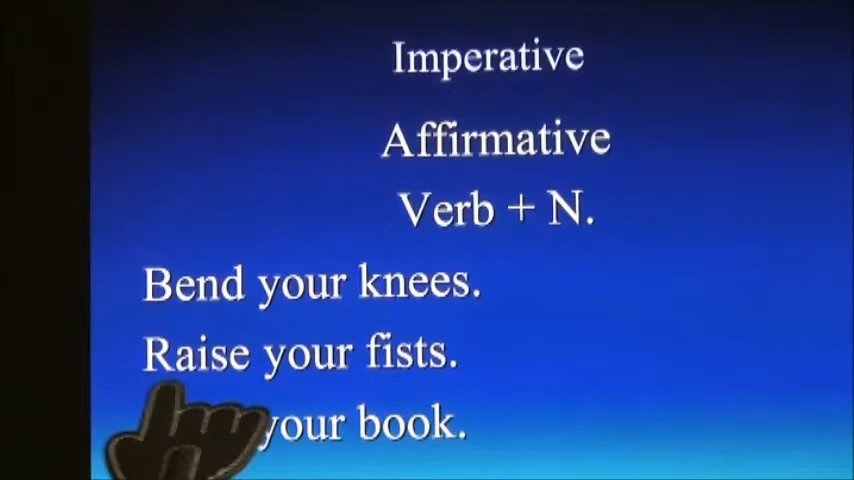 Imperative
Affirmative
Verb + N.
Bend your knees.
Raise your fists.
your book.